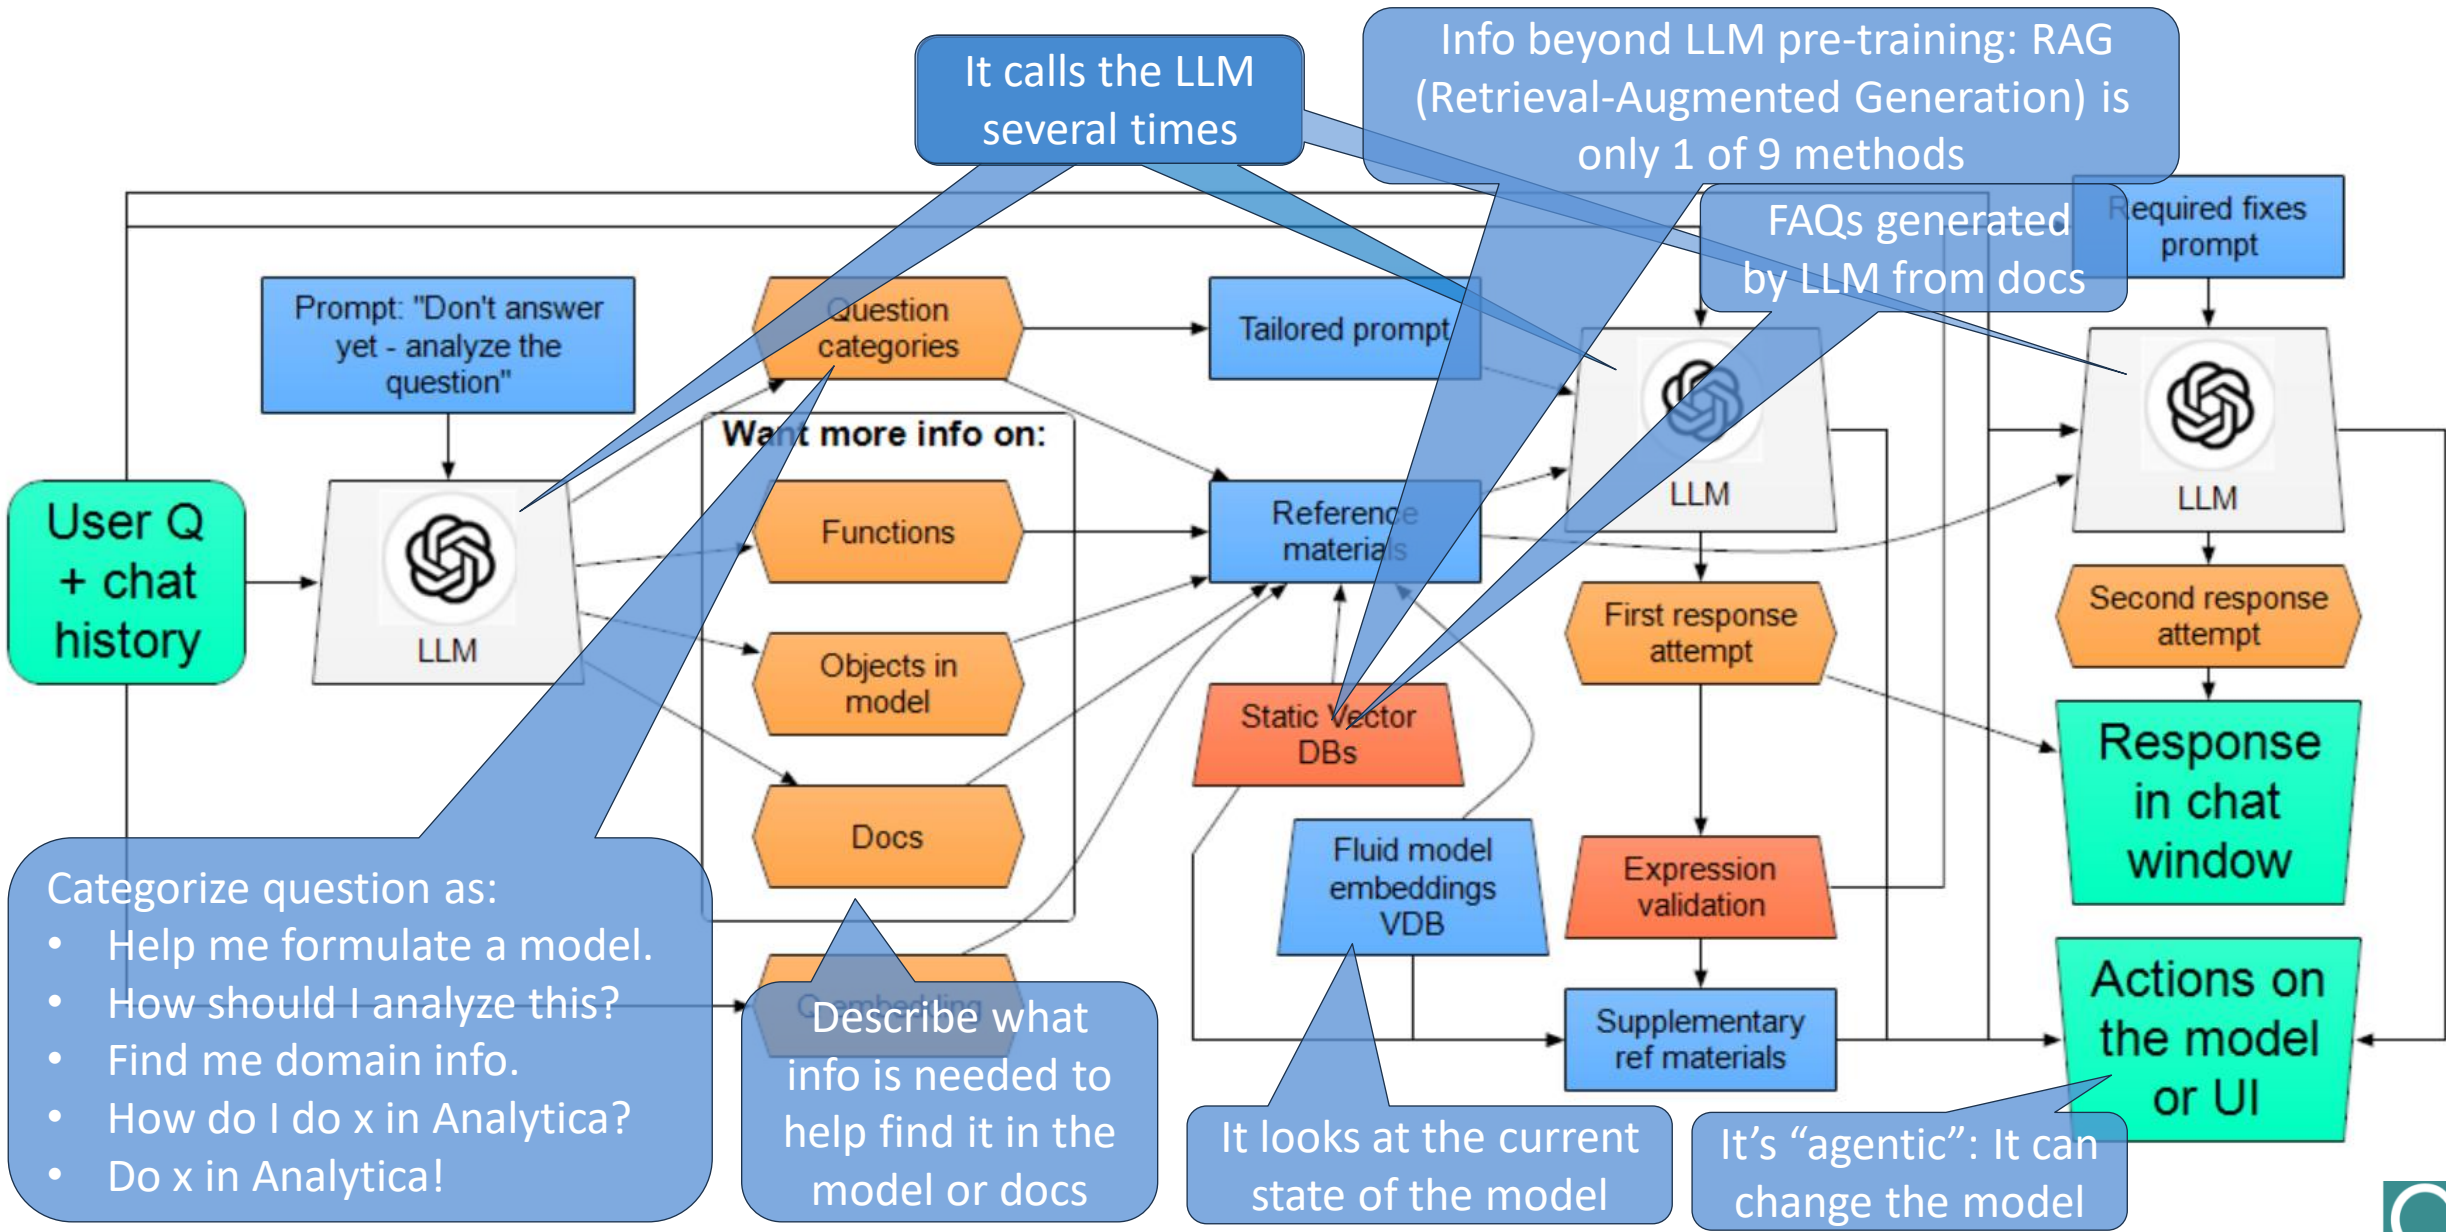 It calls the LLM
several times
Info beyond LLM pre-training: RAG
(Retrieval-Augmented Generation) is
only 1 of 9 methods
FAQs generated
by LLM from docs
Required fixes
prompt
Prompt: "Don't answer
yet - analyze the
question"
Question
categories
Tailored prompt
Want more info on:
User Q
+ chat
history
LLM
Functions
Reference
materials
LLM
LLM
Objects in
model
First response
attempt
Second response
attempt
Static Vector
DBs
Docs
Fluid model
embeddings
VDB
Expression
validation
Response
in chat
window
Categorize question as:
• Help me formulate a model.
• How should I analyze this?
• Find me domain info.
• How do I do x in Analytica?
• Do x in Analytica!
Q embedding
Describe what
info is needed to
help find it in the
model or docs
Supplementary
ref materials
Actions on
the model
or UI
It looks at the current
state of the model
It's “agentic”: It can
change the model